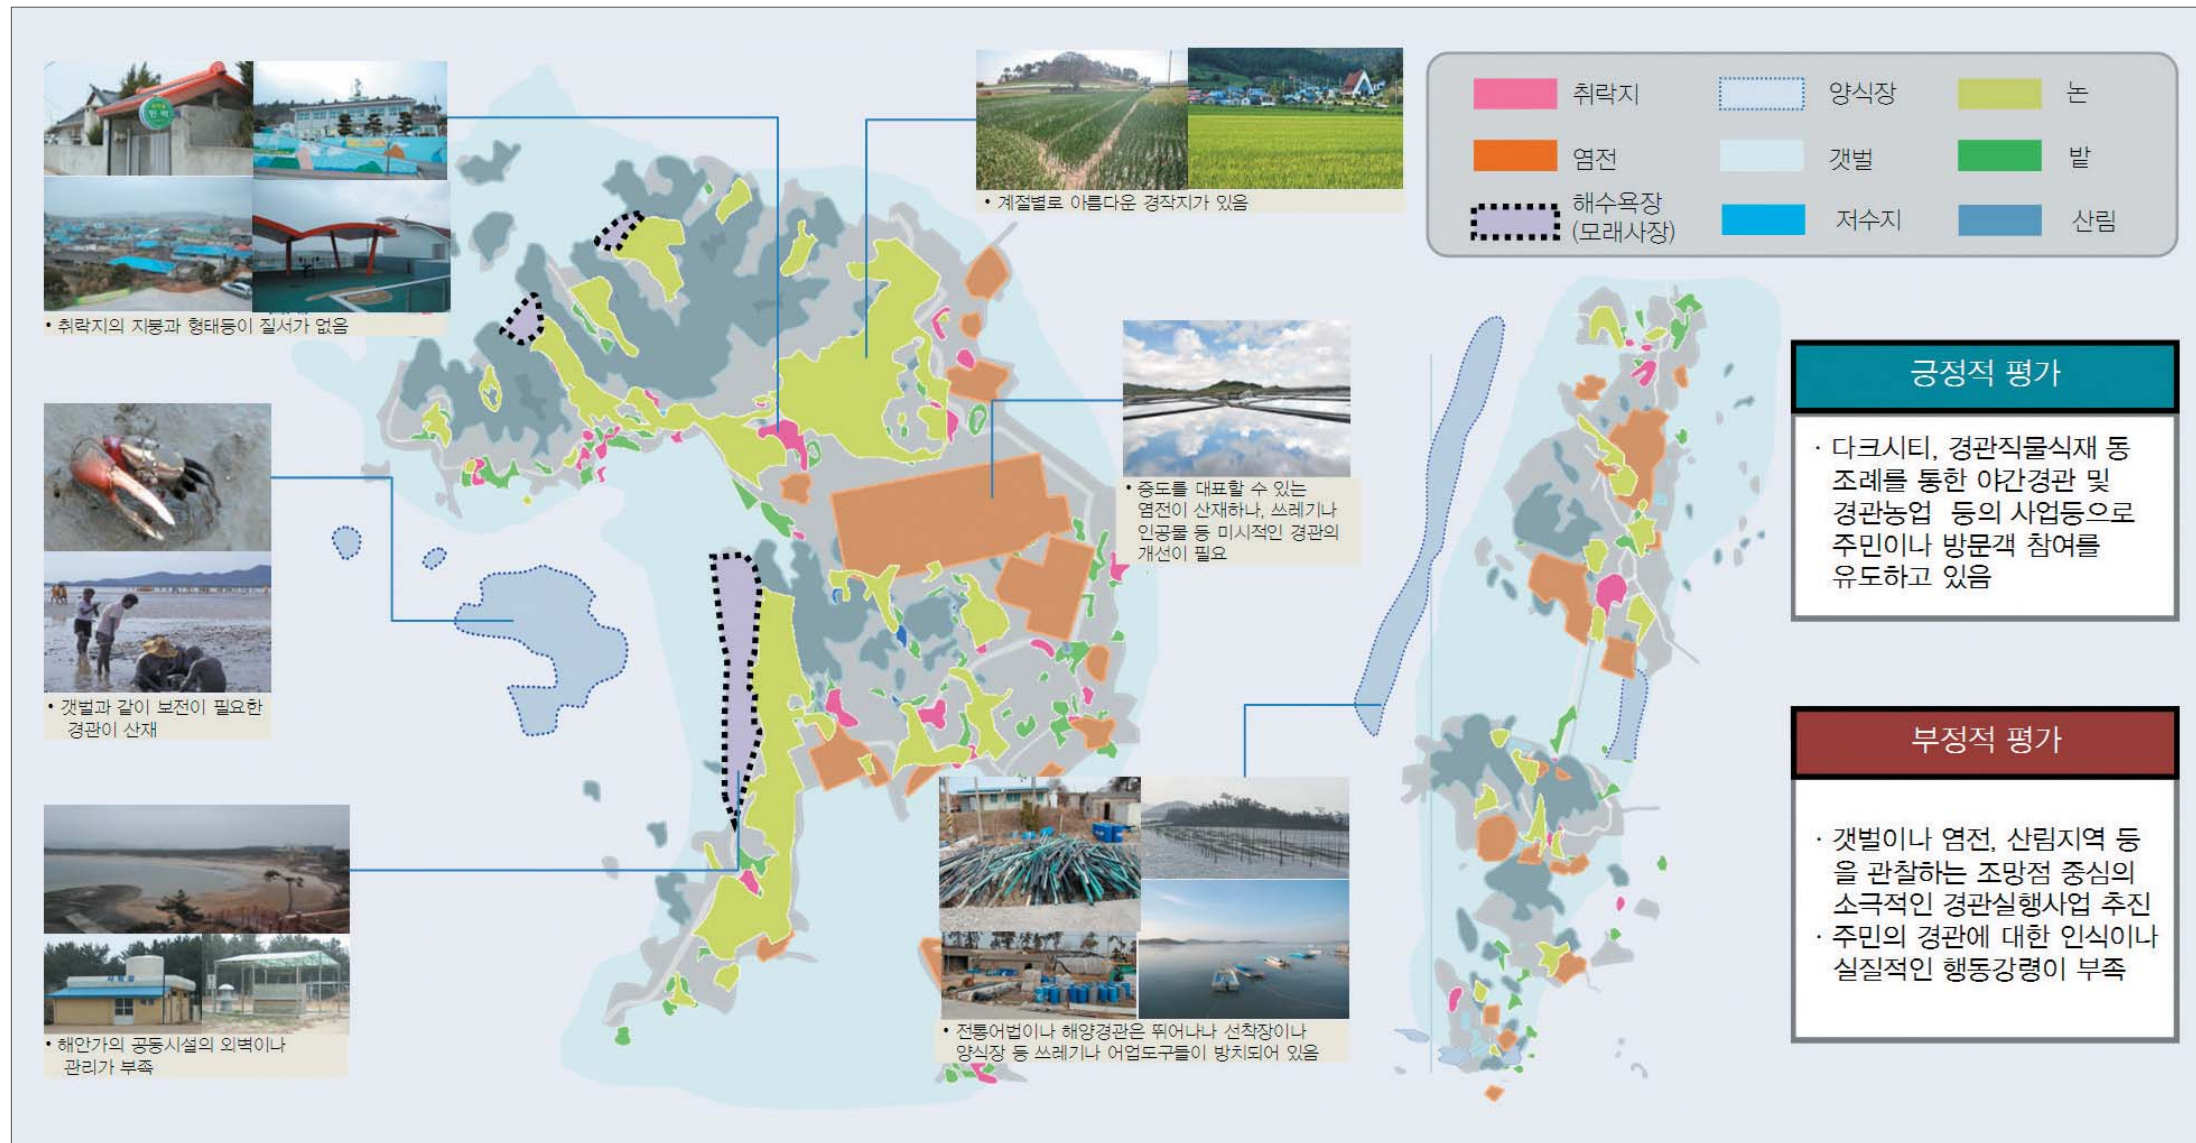 • 취락지의 지붕과 형태등이 질서가 없음
• 계절별로 아름다운 경작지가 있음
취락지
양식장
논
염전
갯벌
밭
해수욕장
(모래사장)
저수지
산림
• 증도를 대표할 수 있는
염전이 산재하나, 쓰레기나
인공물 등 미시적인 경관의
개선이 필요
• 갯벌과 같이 보전이 필요한
경관이 산재
• 해안가의 공동시설의 외벽이나
관리가 부족
• 전통어법이나 해양경관은 뛰어나나 선착장이나
양식장 등 쓰레기나 어업도구들이 방치되어 있음
긍정적 평가
· 다크시티, 경관직물식재 동
조례를 통한 야간경관 및
경관농업 등의 사업등으로
주민이나 방문객 참여를
유도하고 있음
부정적 평가
· 갯벌이나 염전, 산림지역 등
을 관찰하는 조망점 중심의
소극적인 경관실행사업 추진
· 주민의 경관에 대한 인식이나
실질적인 행동강령이 부족